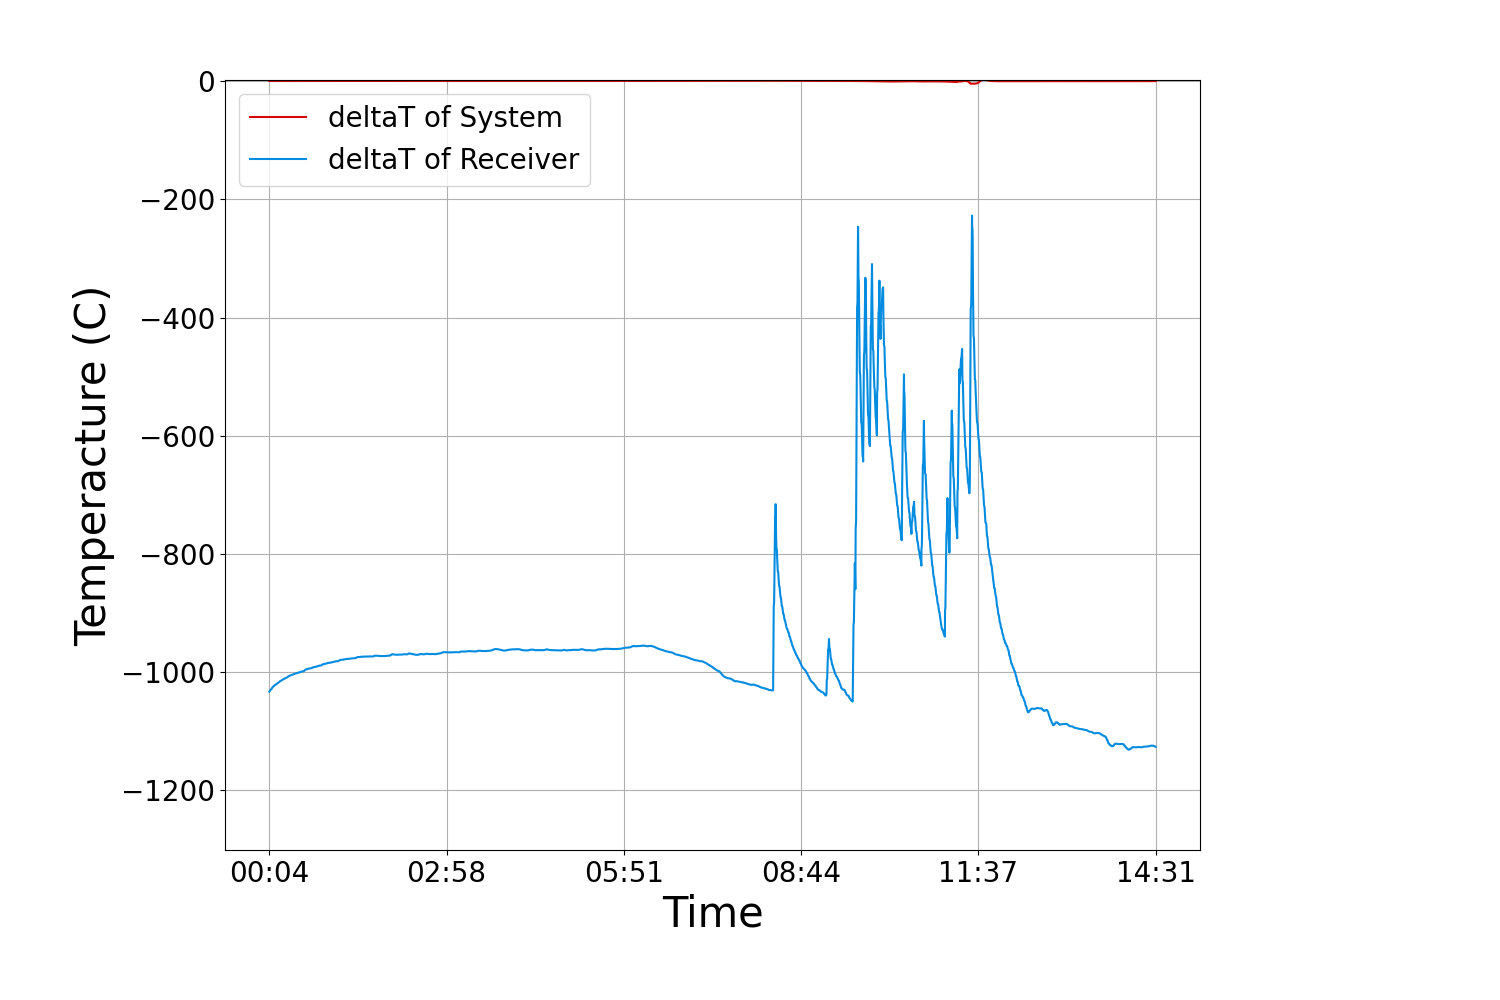 0
−200
−400
−600
−800
−1000
−1200
Temperacture (C)
deltaT of System
deltaT of Receiver
00:04 02:58 05:51 08:44 11:37 14:31
Time